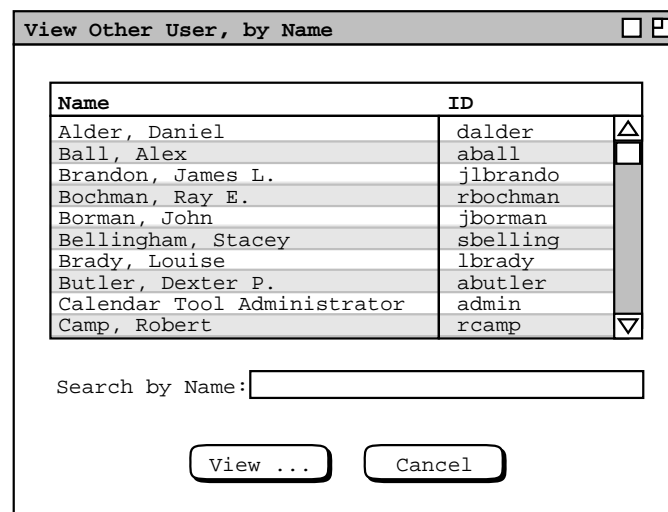 View Other User, by Name
Name ID
Alder, Daniel dalder
Ball, Alex aball
Brandon, James L. jlbrando
Bochman, Ray E. rbochman
Borman, John jborman
Bellingham, Stacey sbelling
Brady, Louise lbrady
Butler, Dexter P. abutler
Calendar Tool Administrator admin
Camp, Robert rcamp
Search by Name:
View ... Cancel